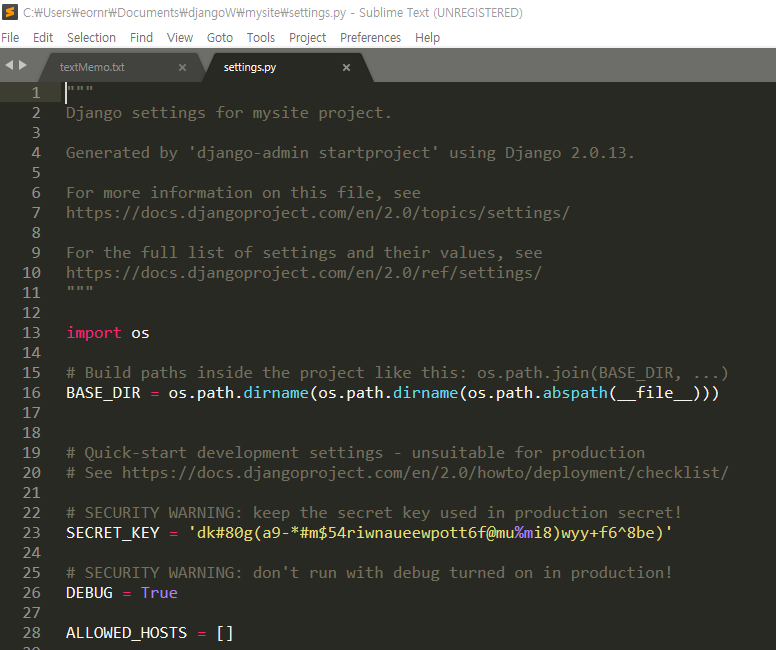 C:￦Users￦eornr￦Documents￦djangoW￦mysite￦settings.py - Sublime Text (UNREGISTERED)
File Edit Selection Find View Goto Tools Project Preferences Help
textMemo.txt × settings.py ×
1 """
2 Django settings for mysite project.
3
4 Generated by 'django-admin startproject' using Django 2.0.13.
5
6 For more information on this file, see
7 https://docs.djangoproject.com/en/2.0/topics/settings/
8
9 For the full list of settings and their values, see
10 https://docs.djangoproject.com/en/2.0/ref/settings/
11 """
12
13 import os
14
15 # Build paths inside the project like this: os.path.join(BASE_DIR, ...)
16 BASE_DIR = os.path.dirname(os.path.dirname(os.path.abspath(__file__)))
17
18
19 # Quick-start development settings - unsuitable for production
20 # See https://docs.djangoproject.com/en/2.0/howto/deployment/checklist/
21
22 # SECURITY WARNING: keep the secret key used in production secret!
23 SECRET_KEY = 'dk#80g(a9-*#m$54riwnaueewpott6f@mu%mi8)wyy+f6^8be)'
24
25 # SECURITY WARNING: don't run with debug turned on in production!
26 DEBUG = True
27
28 ALLOWED_HOSTS = []